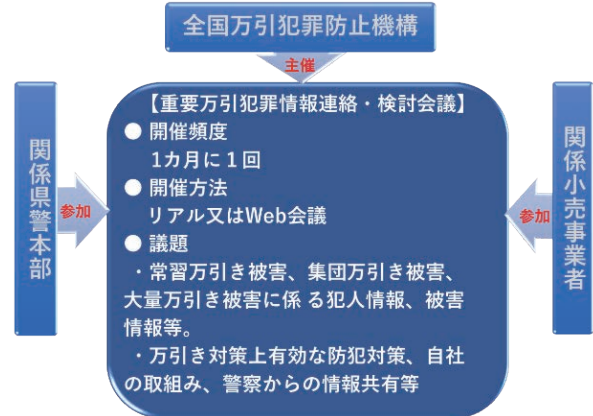 全国万引犯罪防止機構
主催
関係県警本部
参加
【重要万引犯罪情報連絡・検討会議】
● 開催頻度
1カ月に1回
● 開催方法
リアル又はWeb会議
● 議題
・常習万引き被害、集団万引き被害、
大量万引き被害に係 る犯人情報、被害
情報等。
・万引き対策上有効な防犯対策、自社
の取組み、警察からの情報共有等
参加
関係小売事業者